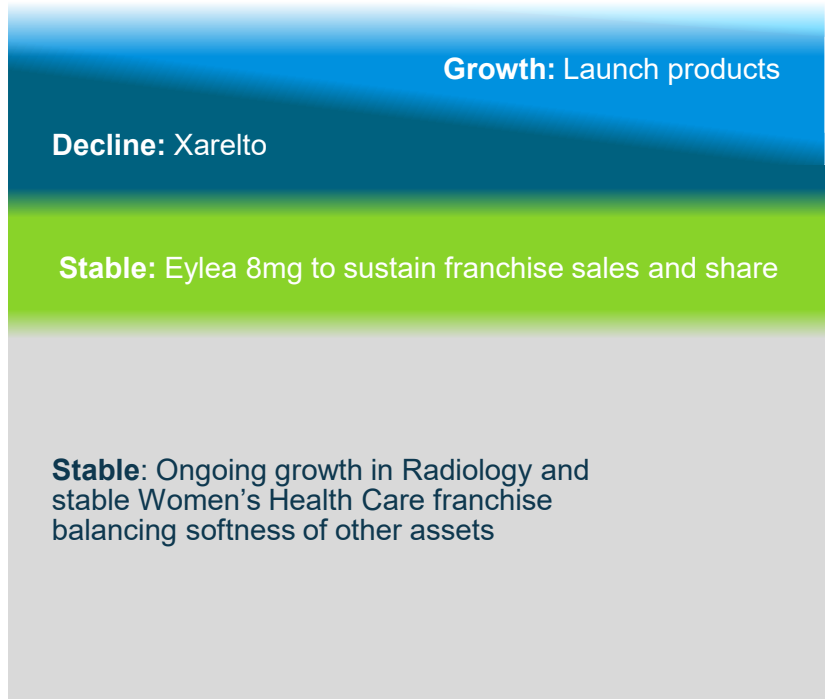 Growth: Launch products
Decline: Xarelto
Stable: Eylea 8mg to sustain franchise sales and share
Stable: Ongoing growth in Radiology and
stable Women’s Health Care franchise
balancing softness of other assets